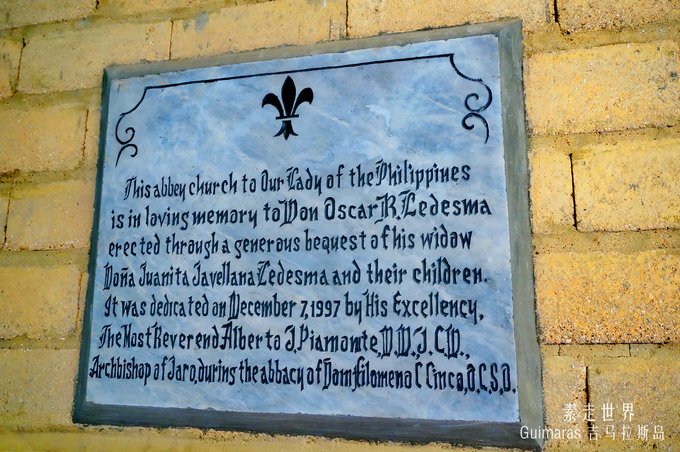 This abbey church to Our Lady of the Philippines
is in loving memory to Don Oscar R. Ledesma
erected through a generous bequest of his widow
Doña Juanita Javellana Ledesma and their children.
It was dedicated on December 7, 1997 by His Excellency,
The Most Reverend Alberto J. Piamonte, D.D., J.C.D.,
Archbishop of Jaro, during the abbacy of Dom Filomeno C Cinco, O.C.S.O.
素走世界
Guimaras 吉马拉斯岛